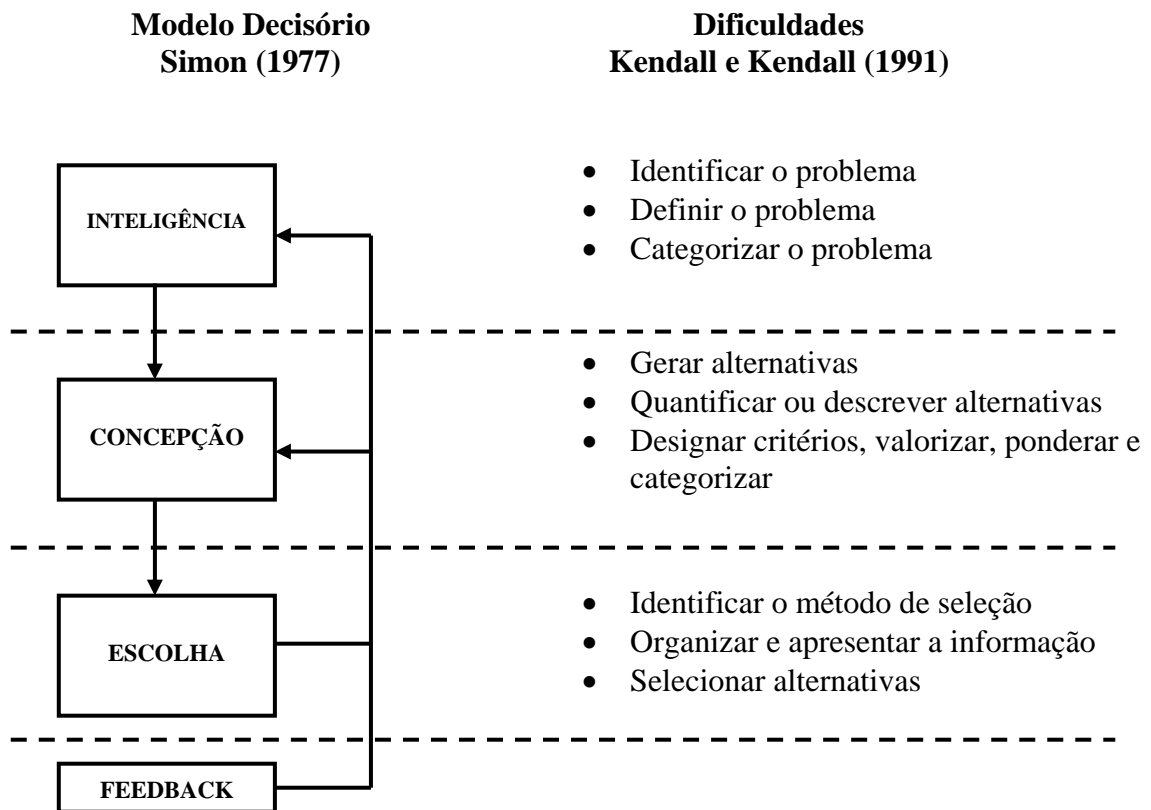 Modelo Decisório
Simon (1977)
Dificuldades
Kendall e Kendall (1991)
INTELIGÊNCIA
• Identificar o problema
• Definir o problema
• Categorizar o problema
CONCEPÇÃO
• Gerar alternativas
• Quantificar ou descrever alternativas
• Designar critérios, valorizar, ponderar e
categorizar
ESCOLHA
• Identificar o método de seleção
• Organizar e apresentar a informação
• Selecionar alternativas
FEEDBACK